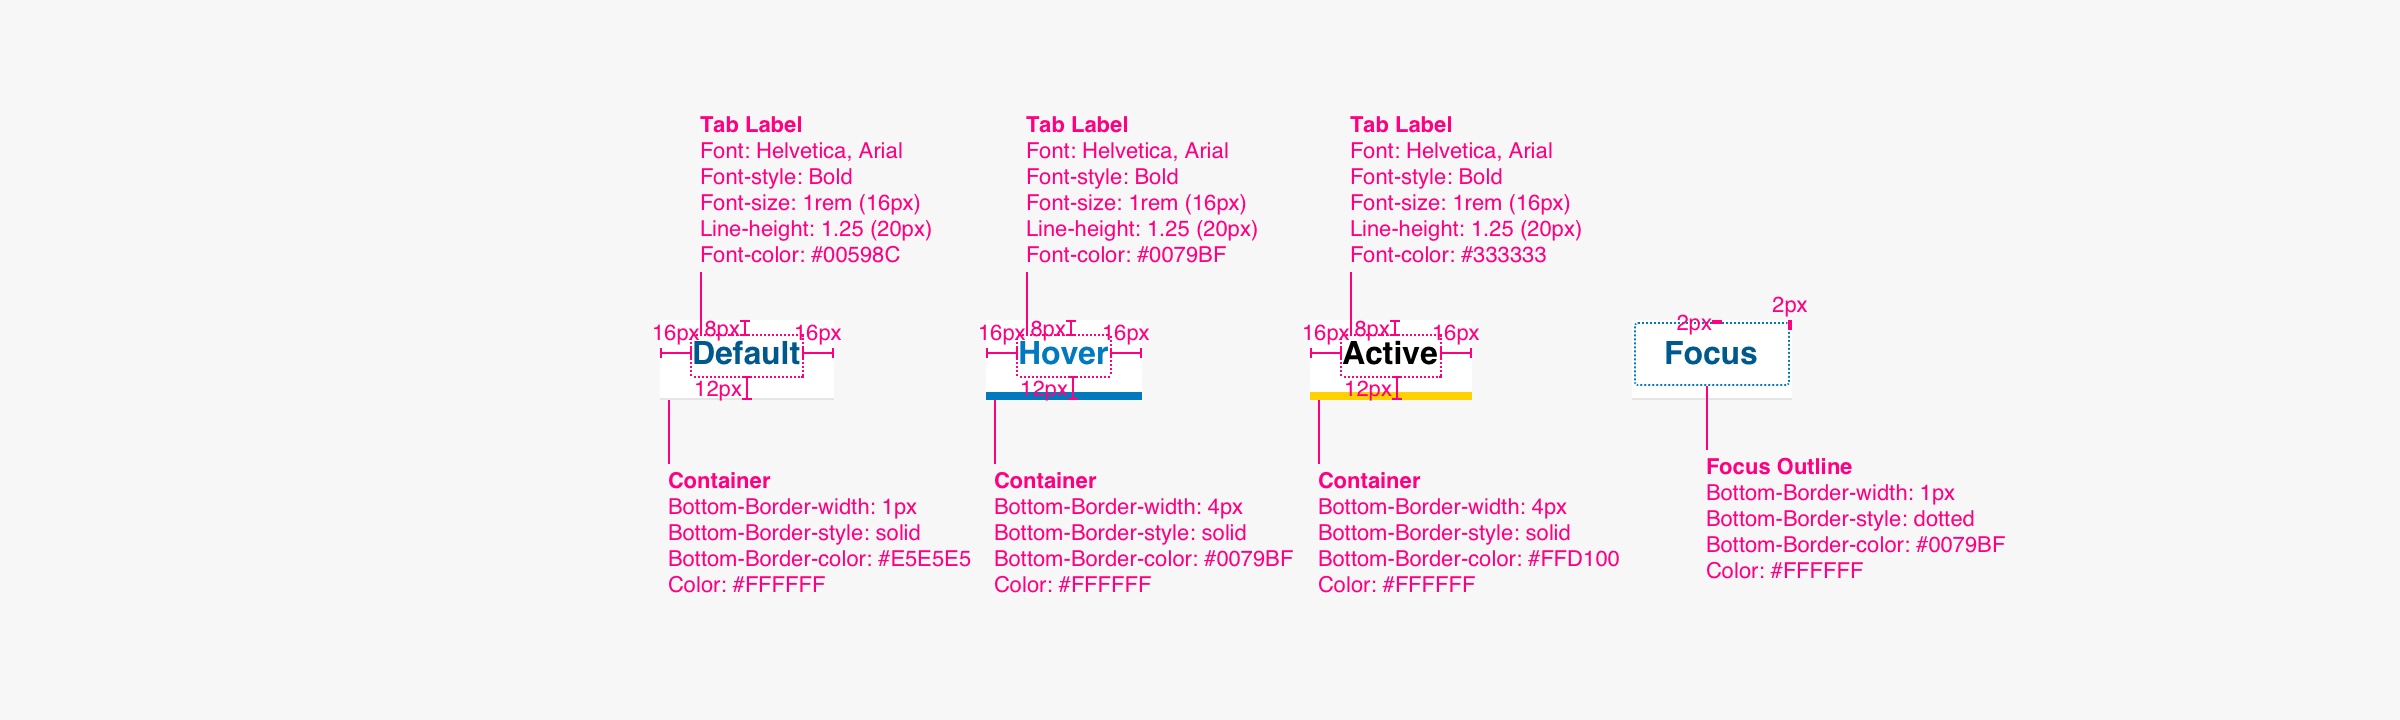 Tab Label
Font: Helvetica, Arial
Font-style: Bold
Font-size: 1rem (16px)
Line-height: 1.25 (20px)
Font-color: #00598C
16px
8px
16px
Default
12px
Container
Bottom-Border-width: 1px
Bottom-Border-style: solid
Bottom-Border-color: #E5E5E5
Color: #FFFFFF
Tab Label
Font: Helvetica, Arial
Font-style: Bold
Font-size: 1rem (16px)
Line-height: 1.25 (20px)
Font-color: #0079BF
16px
8px
16px
Hover
12px
Container
Bottom-Border-width: 4px
Bottom-Border-style: solid
Bottom-Border-color: #0079BF
Color: #FFFFFF
Tab Label
Font: Helvetica, Arial
Font-style: Bold
Font-size: 1rem (16px)
Line-height: 1.25 (20px)
Font-color: #333333
16px
8px
16px
Active
12px
Container
Bottom-Border-width: 4px
Bottom-Border-style: solid
Bottom-Border-color: #FFD100
Color: #FFFFFF
2px
2px
Focus
Focus Outline
Bottom-Border-width: 1px
Bottom-Border-style: dotted
Bottom-Border-color: #0079BF
Color: #FFFFFF